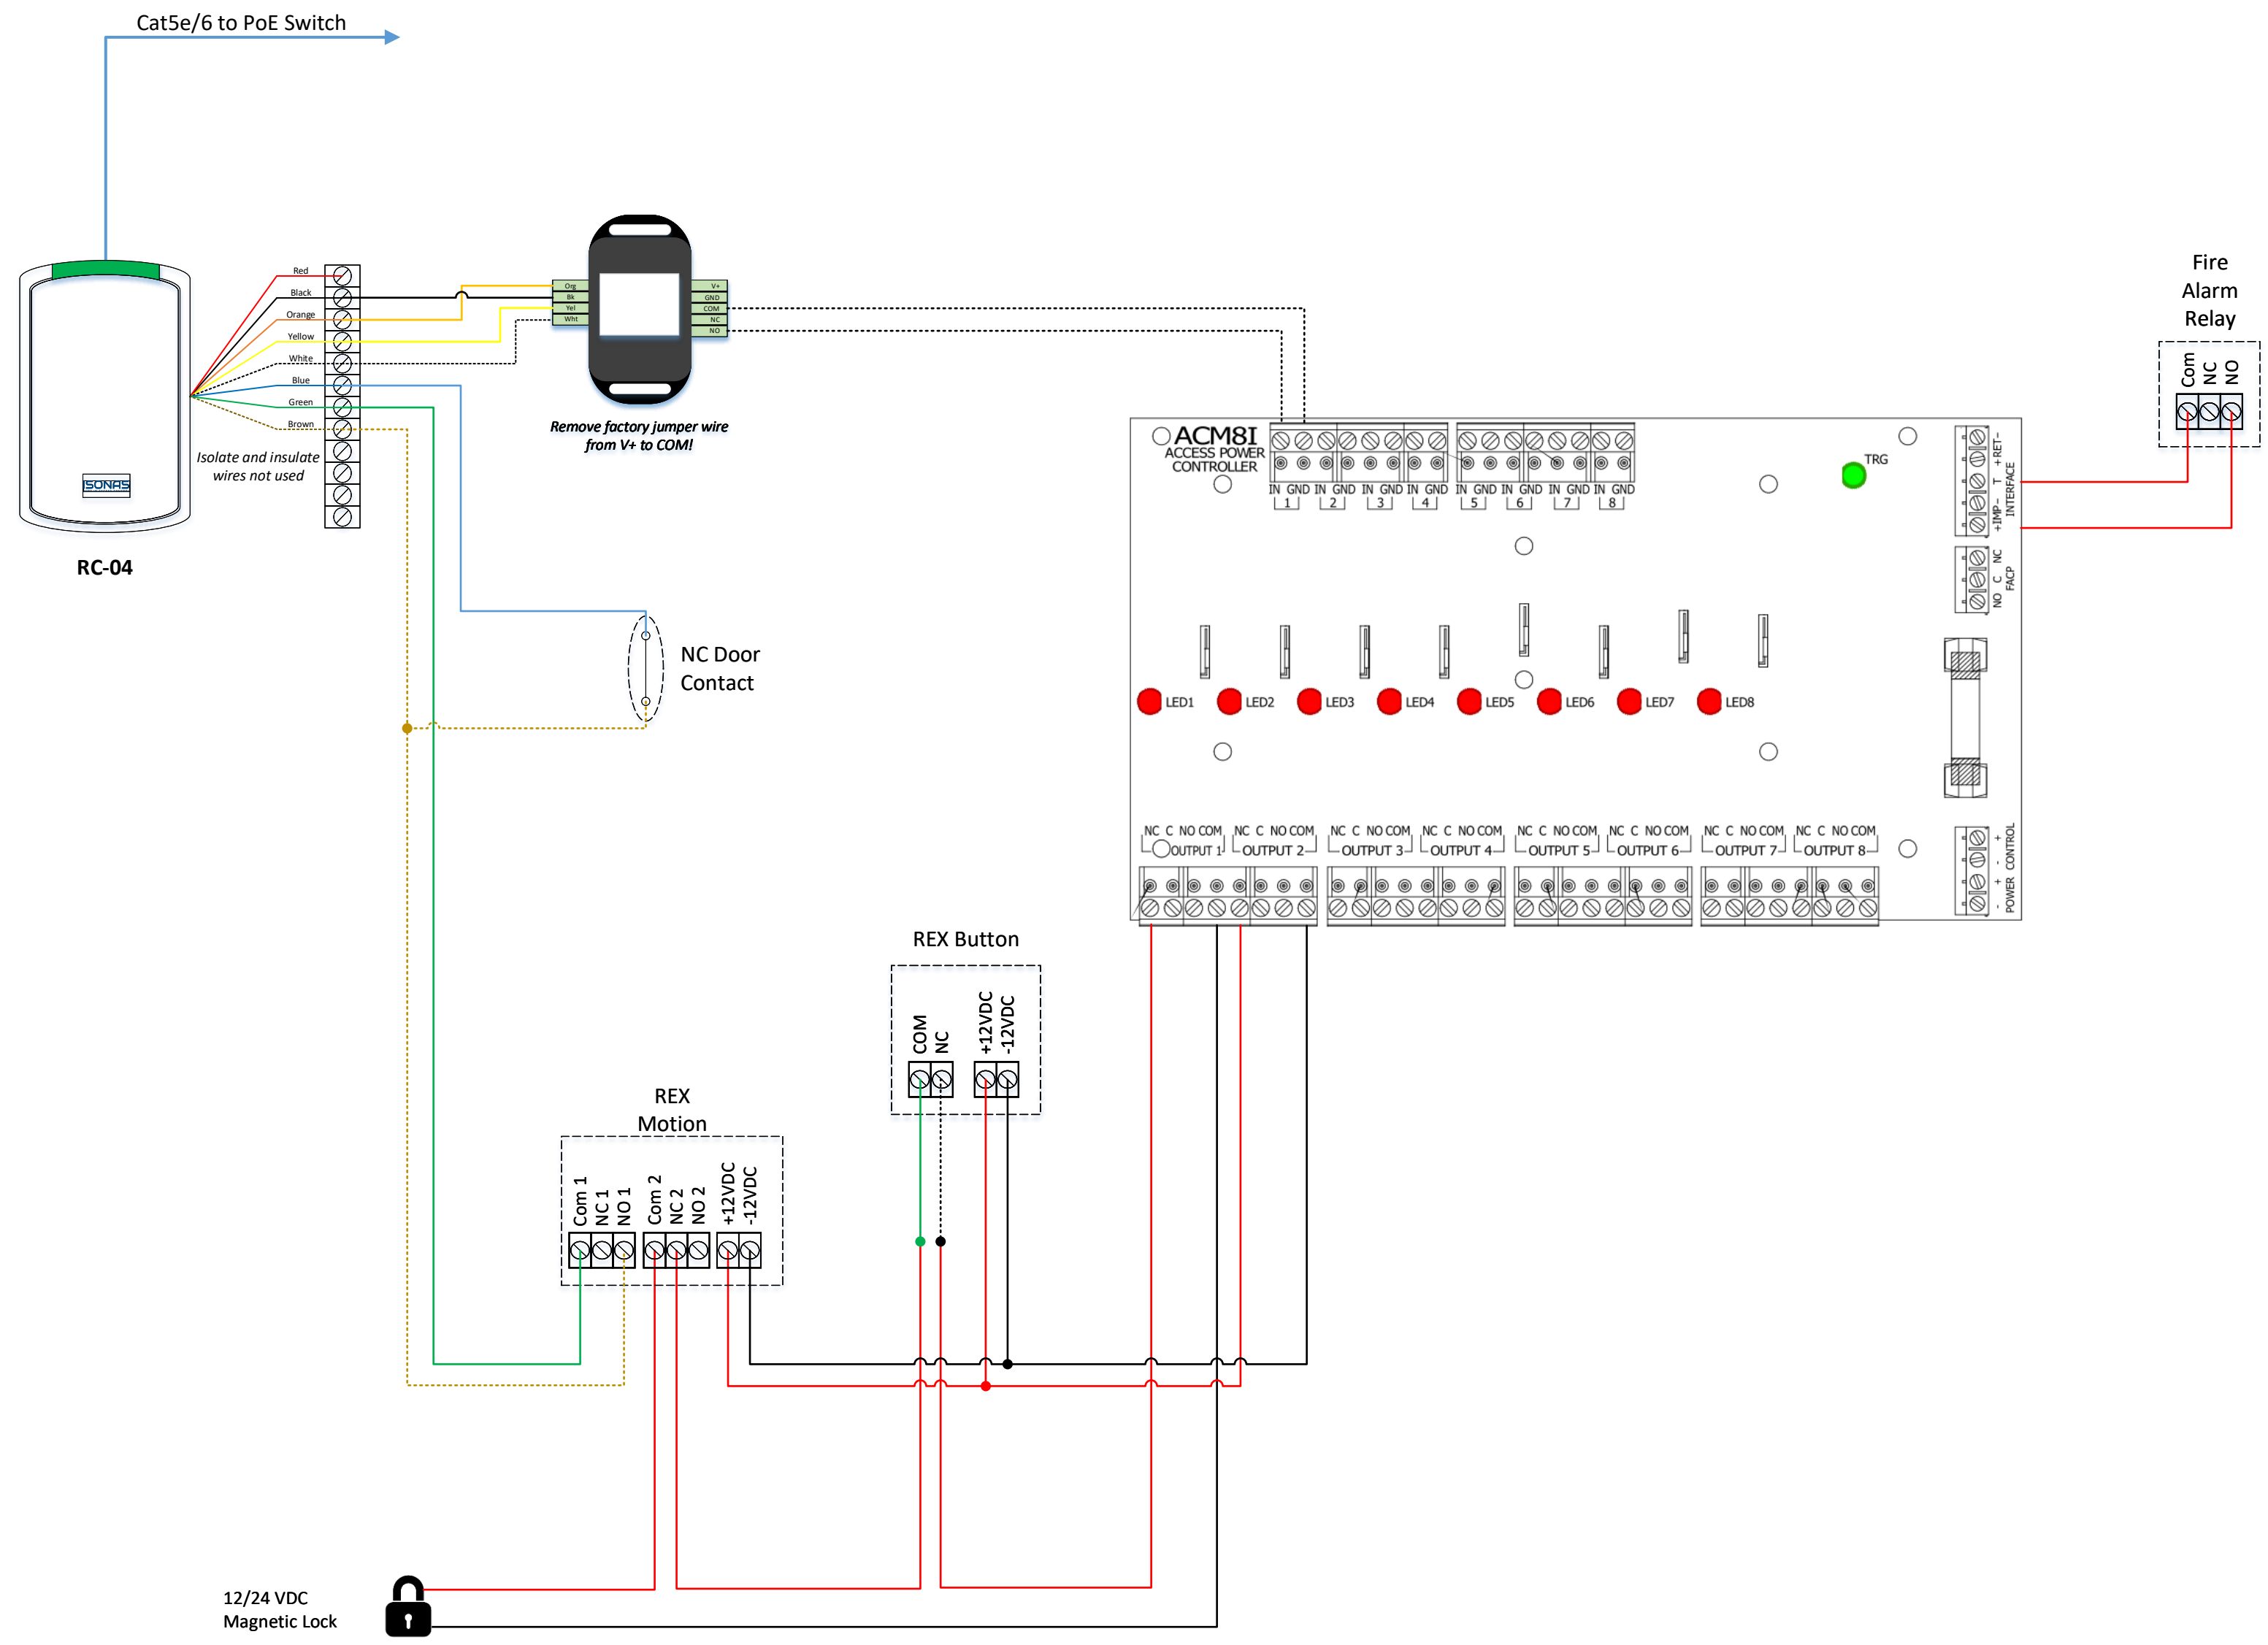 Cat5e/6 to PoE Switch
Red
Black
Orange
Yellow
White
Blue
Green
Brown
Isolate and insulate
wires not used
ISONAS
RC-04
Org
Bk
Yel
Wht
V+
GND
COM
NC
NO
Remove factory jumper wire
from V+ to COM!
NC Door
Contact
Fire
Alarm
Relay
Com
NC
NO
ACM8I
ACCESS POWER
CONTROLLER
IN GND IN GND IN GND IN GND IN GND IN GND IN GND IN GND
1 2 3 4 5 6 7 8
TRG
+IMP- T +RET-
INTERFACE
NO C NC
FACP
LED1 LED2 LED3 LED4 LED5 LED6 LED7 LED8
NC C NO COM NC C NO COM NC C NO COM NC C NO COM NC C NO COM NC C NO COM NC C NO COM NC C NO COM
OUTPUT 1 OUTPUT 2 OUTPUT 3 OUTPUT 4 OUTPUT 5 OUTPUT 6 OUTPUT 7 OUTPUT 8
- + - +
POWER CONTROL
REX Button
COM
NC
+12VDC
-12VDC
REX
Motion
Com 1
NC 1
NO 1
Com 2
NC 2
NO 2
+12VDC
-12VDC
12/24 VDC
Magnetic Lock